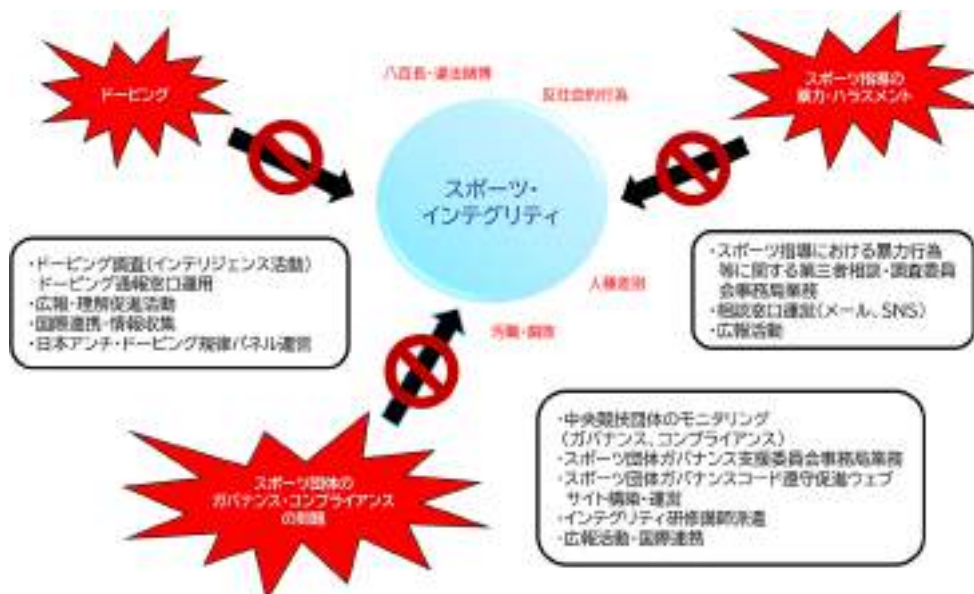 ドーピング
八百長・違法賭博
反社会的行為
スポーツ指導の
暴力・ハラスメント
スポーツ・
インテグリティ
・ドーピング調査(インテリジェンス活動)
ドーピング通報窓口運用
・広報・理解促進活動
・国際連携・情報収集
・日本アンチ・ドーピング規律パネル運営
・スポーツ指導における暴力行為
等に関する第三者相談・調査委員
会事務局業務
・相談窓口運営(メール、SNS)
・広報活動
人種差別
汚職・腐敗
スポーツ団体の
ガバナンス・コンプライアンス
の問題
・中央競技団体のモニタリング
(ガバナンス、コンプライアンス)
・スポーツ団体ガバナンス支援委員会事務局業務
・スポーツ団体ガバナンスコード遵守促進ウェブ
サイト構築・運営
・インテグリティ研修講師派遣
・広報活動・国際連携